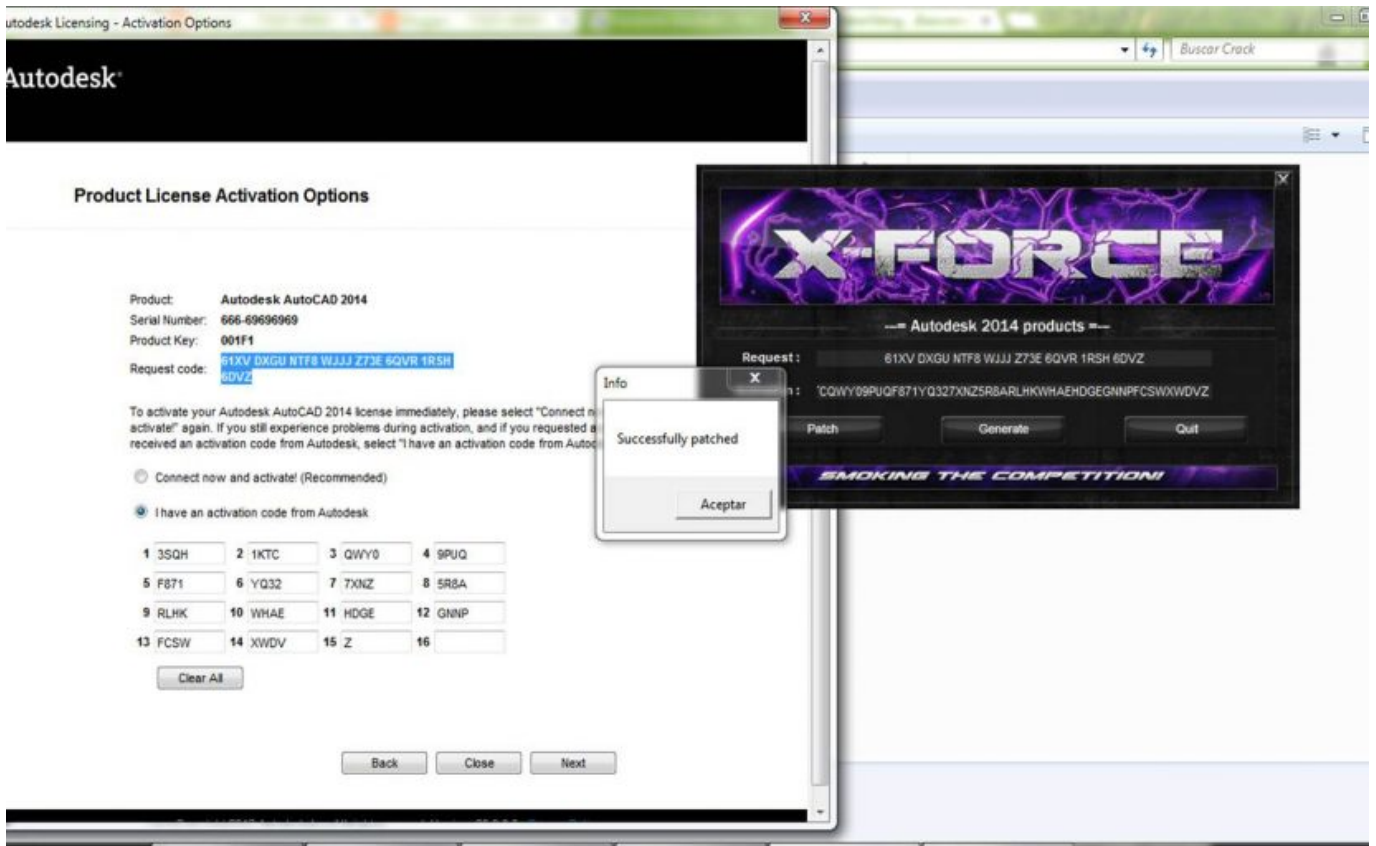 utodesk Licensing - Activation Options
Autodesk
Buscar Crack
Product License Activation Options
Product: Autodesk AutoCAD 2014
Serial Number: 666-69696969
Product Key: 001F1
Request code: 61XV DXGU NTF8 WJJJ Z73E 6QVR 1RSH
6DVZ
To activate your Autodesk AutoCAD 2014 license immediately, please select "Connect n
activate!" again. If you still experience problems during activation, and if you requested a
received an activation code from Autodesk, select "I have an activation code from Autod
Connect now and activate! (Recommended)
I have an activation code from Autodesk
1 3SQH 2 1KTC 3 QWY0 4 9PUQ
5 F871 6 YQ32 7 7XNZ 8 5R8A
9 RLHK 10 WHAE 11 HDGE 12 GNNP
13 FCSW 14 XWDV 15 Z 16
Clear All
Back Close Next
X-FORCE
---= Autodesk 2014 products =---
Request : 61XV DXGU NTF8 WJJJ Z73E 6QVR 1RSH 6DVZ
n : TCQWY09PUQF871YQ327XNZ5R8ARLHKWHAEHDGEGNNPFCSWXWDVZ
Patch Generate Quit
SMOKING THE COMPETITION!
Info
Successfully patched
Aceptar